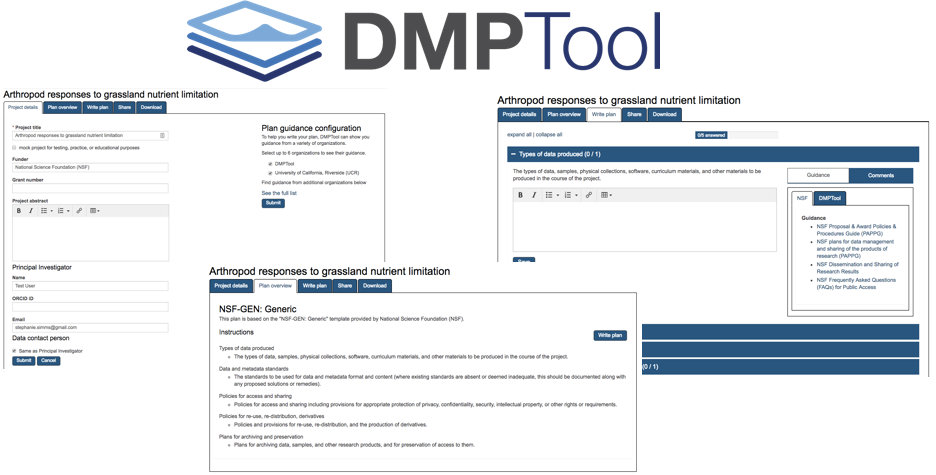 DMPTool
Arthropod responses to grassland nutrient limitation
Project details
Plan overview
Write plan
Share
Download
* Project title
Arthropod responses to grassland nutrient limitation
mock project for testing, practice, or educational purposes
Funder
National Science Foundation (NSF)
Grant number
Project abstract
B I
Principal Investigator
Name
Test User
ORCID iD
Email
stephanie.simms@gmail.com
Data contact person
Same as Principal Investigator
Submit
Cancel
Plan guidance configuration
To help you write your plan, DMPTool can show you
guidance from a variety of organizations.
Select up to 6 organizations to see their guidance.
DMPTool
University of California, Riverside (UCR)
Find guidance from additional organizations below
See the full list
Submit
Arthropod responses to grassland nutrient limitation
Project details
Plan overview
Write plan
Share
Download
expand all | collapse all
0/5 answered
Types of data produced (0 / 1)
The types of data, samples, physical collections, software, curriculum materials, and other materials to be
produced in the course of the project.
B I
Save
Guidance
Comments
NSF
DMPTool
Guidance
NSF Proposal & Award Policies &
Procedures Guide (PAPPG)
NSF plans for data management
and sharing of the products of
research (PAPPG)
NSF Dissemination and Sharing of
Research Results
NSF Frequently Asked Questions
(FAQs) for Public Access
(0 / 1)
Arthropod responses to grassland nutrient limitation
Project details
Plan overview
Write plan
Share
Download
NSF-GEN: Generic
This plan is based on the "NSF-GEN: Generic" template provided by National Science Foundation (NSF).
Instructions
Write plan
Types of data produced
The types of data, samples, physical collections, software, curriculum materials, and other materials to be produced in the course of the project.
Data and metadata standards
The standards to be used for data and metadata format and content (where existing standards are absent or deemed inadequate, this should be documented along with
any proposed solutions or remedies).
Policies for access and sharing
Policies for access and sharing including provisions for appropriate protection of privacy, confidentiality, security, intellectual property, or other rights or requirements.
Policies for re-use, re-distribution, derivatives
Policies and provisions for re-use, re-distribution, and the production of derivatives.
Plans for archiving and preservation
Plans for archiving data, samples, and other research products, and for preservation of access to them.